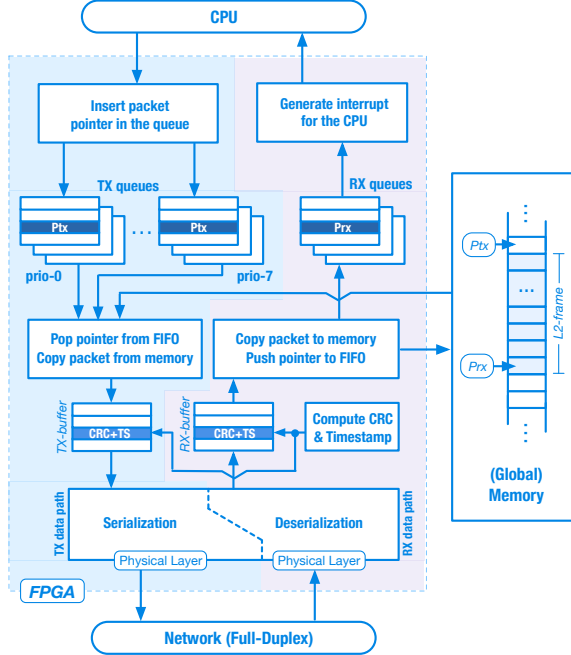 CPU
Insert packet
pointer in the queue
Generate interrupt
for the CPU
TX queues
RX queues
Ptx
...
Ptx
Prx
prio-0
prio-7
Pop pointer from FIFO
Copy packet from memory
Copy packet to memory
Push pointer to FIFO
TX-buffer
CRC+TS
RX-buffer
CRC+TS
Compute CRC
& Timestamp
TX data path
Serialization
Deserialization
RX data path
Physical Layer
Physical Layer
FPGA
Network (Full-Duplex)
...
Ptx
...
L2-frame
Prx
...
(Global)
Memory